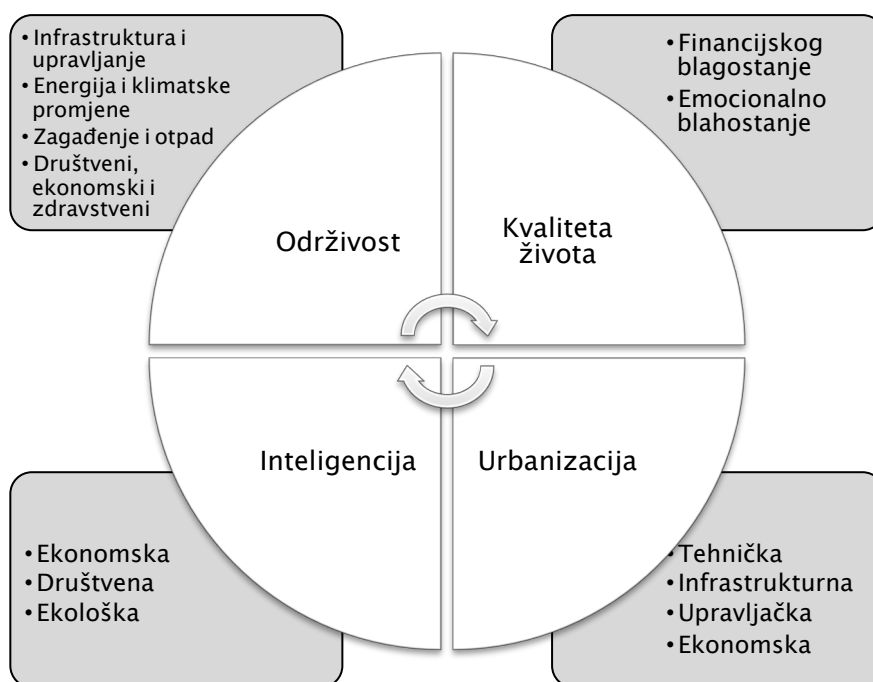 • Infrastruktura i
upravljanje
• Energija i klimatske
promjene
• Zagađenje i otpad
• Društveni,
ekonomski i
zdravstveni
• Financijskog
blagostanje
• Emocionalno
blahostanje
Održivost
Kvaliteta
života
Inteligencija
Urbanizacija
• Ekonomska
• Društvena
• Ekološka
• Tehnička
• Infrastrukturna
• Upravljačka
• Ekonomska